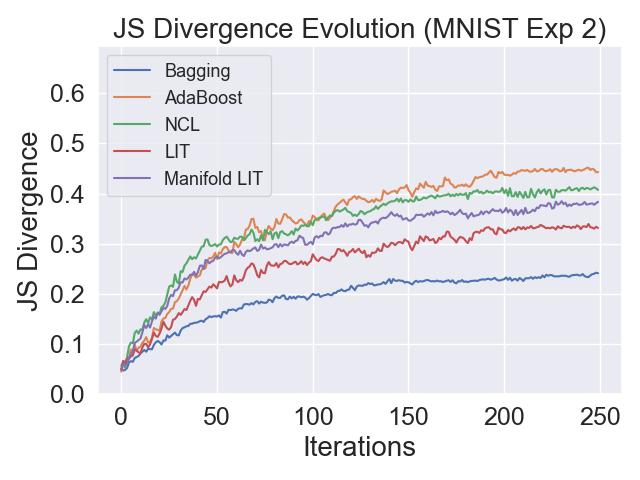 JS Divergence Evolution (MNIST Exp 2)
Bagging
AdaBoost
NCL
LIT
Manifold LIT
JS Divergence
0.6
0.5
0.4
0.3
0.2
0.1
0.0
0 50 100 150 200 250
Iterations